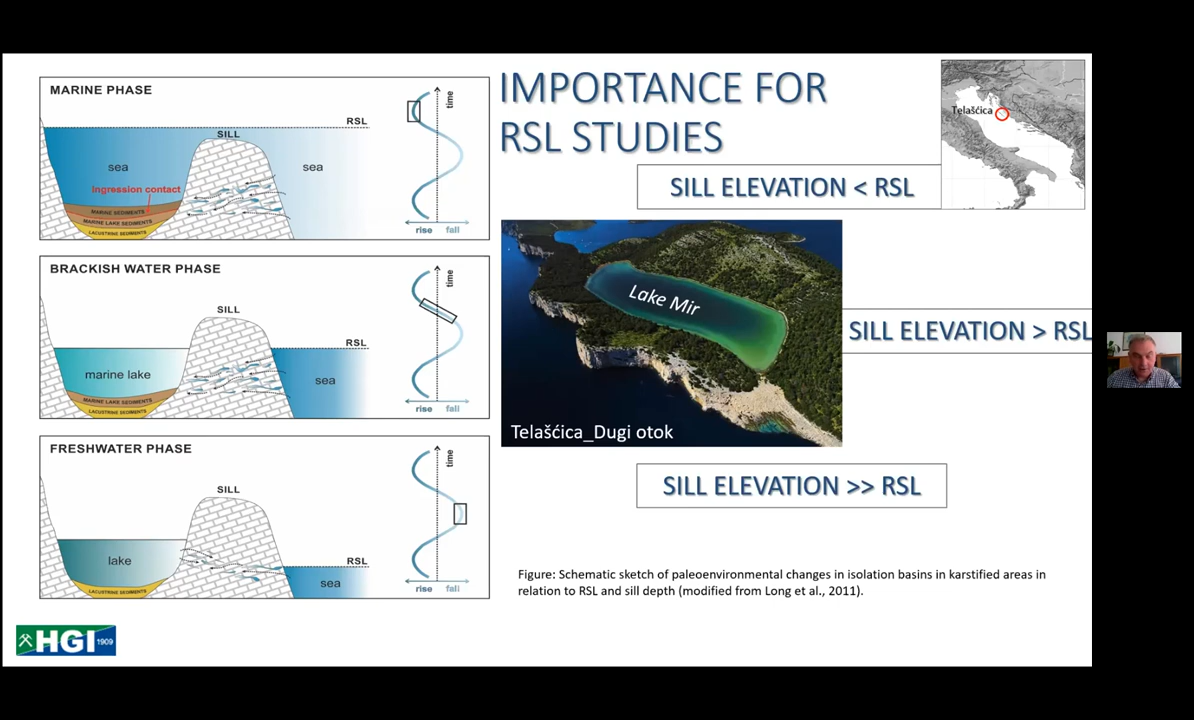 MARINE PHASE
RSL
SILL
sea
sea
Ingression contact
MARINE SEDIMENTS
MARINE LAKE SEDIMENTS
LACUSTRINE SEDIMENTS
time
rise fall
BRACKISH WATER PHASE
SILL
RSL
marine lake
sea
MARINE LAKE SEDIMENTS
LACUSTRINE SEDIMENTS
time
rise fall
FRESHWATER PHASE
SILL
RSL
lake
sea
LACUSTRINE SEDIMENTS
time
rise fall
HGI 1909
IMPORTANCE FOR
RSL STUDIES
Telašćica
SILL ELEVATION < RSL
Lake Mir
Telašćica_Dugi otok
SILL ELEVATION > RSL
SILL ELEVATION >> RSL
Figure: Schematic sketch of paleoenvironmental changes in isolation basins in karstified areas in
relation to RSL and sill depth (modified from Long et al., 2011).